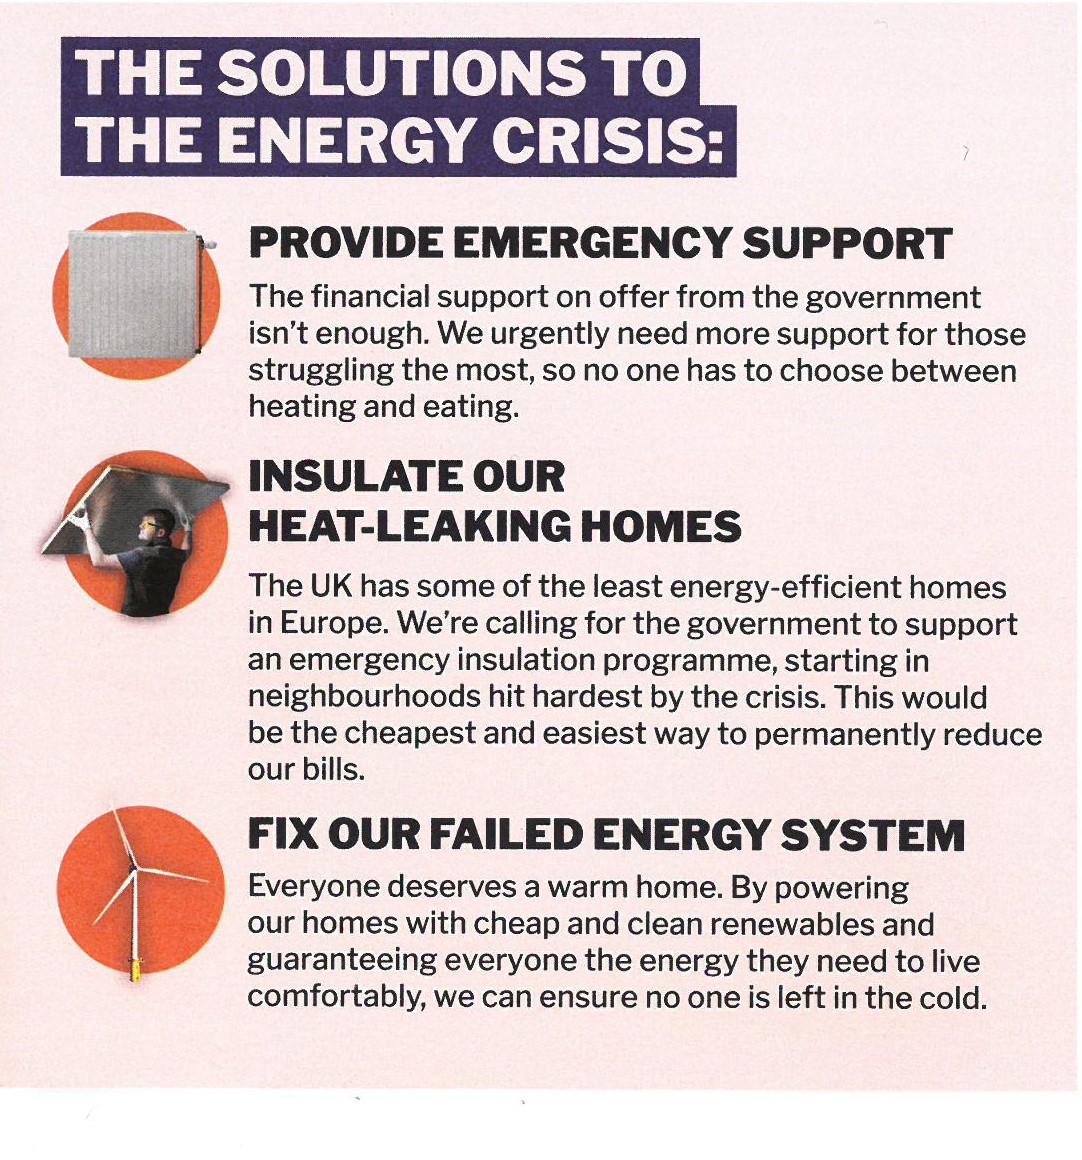 THE SOLUTIONS TO
THE ENERGY CRISIS:
PROVIDE EMERGENCY SUPPORT
The financial support on offer from the government
isn't enough. We urgently need more support for those
struggling the most, so no one has to choose between
heating and eating.
INSULATE OUR
HEAT-LEAKING HOMES
The UK has some of the least energy-efficient homes
in Europe. We're calling for the government to support
an emergency insulation programme, starting in
neighbourhoods hit hardest by the crisis. This would
be the cheapest and easiest way to permanently reduce
our bills.
FIX OUR FAILED ENERGY SYSTEM
Everyone deserves a warm home. By powering
our homes with cheap and clean renewables and
guaranteeing everyone the energy they need to live
comfortably, we can ensure no one is left in the cold.